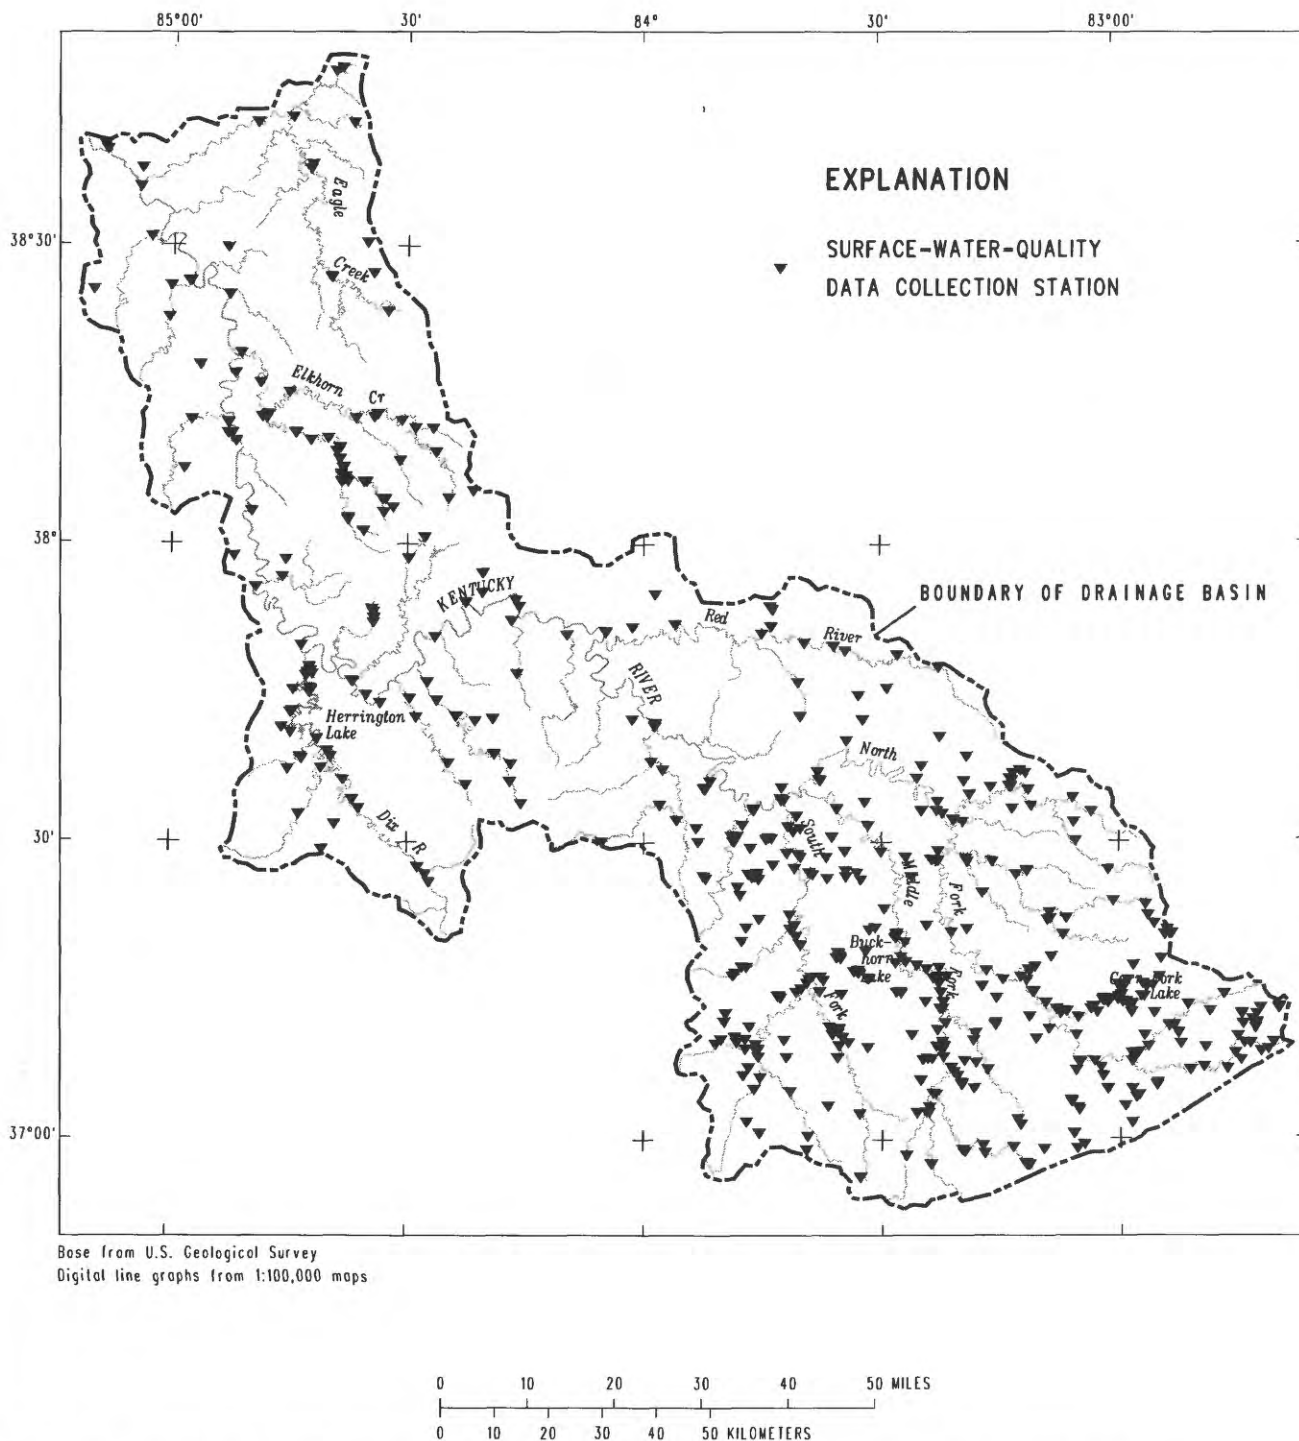 85°00' 30' 84° 30' 83°00'
EXPLANATION
SURFACE-WATER-QUALITY
DATA COLLECTION STATION
38°30'
Eagle
Creek
Elkhorn Cr
38°
KENTUCKY
RIVER
Red River
BOUNDARY OF DRAINAGE BASIN
Herrington
Lake
Dix R
North
Fork
South
Fork
Middle
Fork
Buck-
horn
Lake
Carr Fork
Lake
30'
37°00'
Base from U.S. Geological Survey
Digital line graphs from 1:100,000 maps
0 10 20 30 40 50 MILES
0 10 20 30 40 50 KILOMETERS